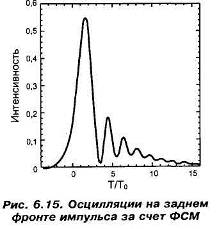 0,6
0,5
0,4
0,3
0,2
0,1
0
Интенсивность
0 5 10 15
T/T₀
Рис. 6.15. Осцилляции на заднем
фронте импульса за счет ФСМ